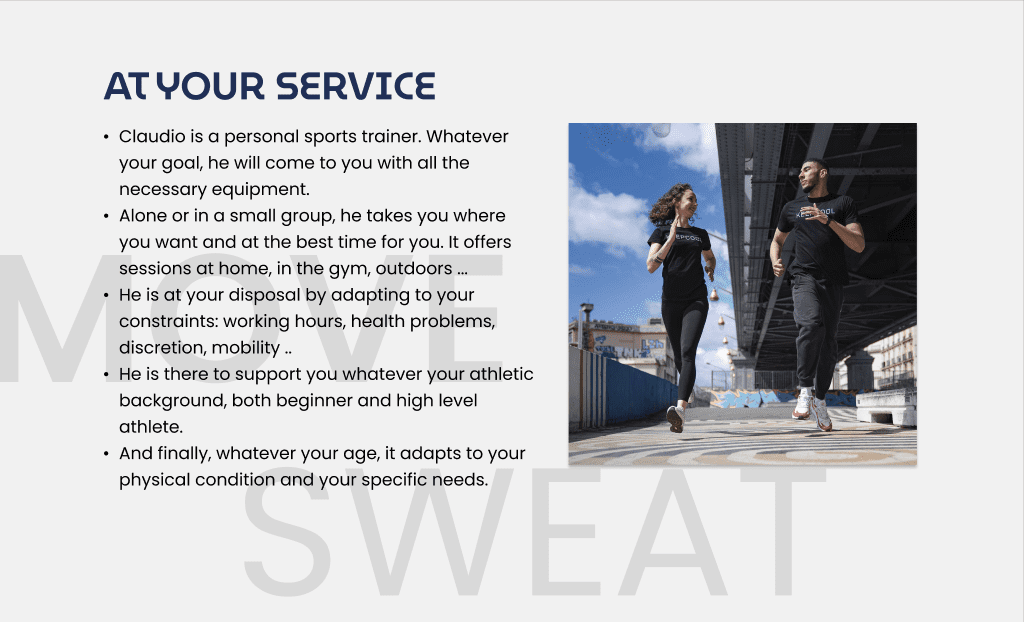 AT YOUR SERVICE
• Claudio is a personal sports trainer. Whatever
your goal, he will come to you with all the
necessary equipment.
• Alone or in a small group, he takes you where
you want and at the best time for you. It offers
sessions at home, in the gym, outdoors ...
• He is at your disposal by adapting to your
constraints: working hours, health problems,
discretion, mobility ..
• He is there to support you whatever your athletic
background, both beginner and high level
athlete.
• And finally, whatever your age, it adapts to your
physical condition and your specific needs.
MOVE
SWEAT